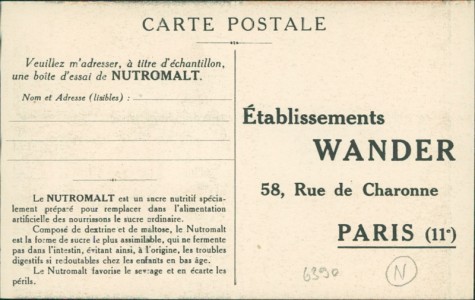 CARTE POSTALE
Veuillez m'adresser, à titre d'échantillon,
une boîte d'essai de NUTROMALT.
Nom et Adresse (lisibles) :
Le NUTROMALT est un sucre nutritif spécia-
lement préparé pour remplacer dans l'alimentation
artificielle des nourrissons le sucre ordinaire.
Composé de dextrine et de maltose, le Nutromalt
est la forme de sucre le plus assimilable, qui ne fermente
pas dans l'intestin, évitant ainsi, à l'origine, les troubles
digestifs si redoutables chez les enfants en bas âge.
Le Nutromalt favorise le sevrage et en écarte les
périls.
Établissements
WANDER
58, Rue de Charonne
PARIS (11e)
6390
N